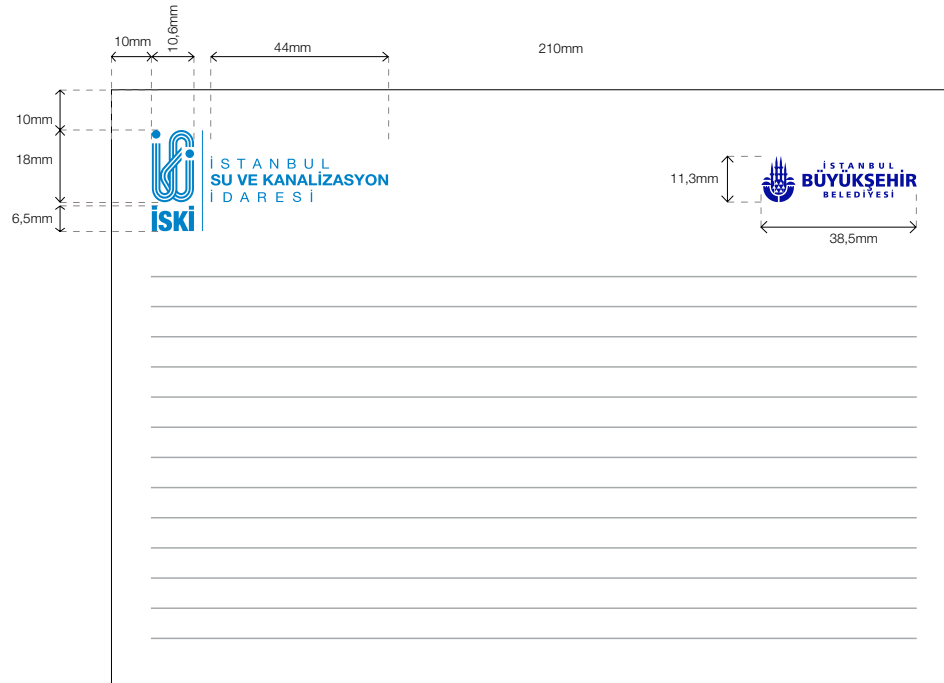 10mm
10,6mm
44mm
210mm
10mm
18mm
6,5mm
İSTANBUL
SU VE KANALİZASYON
İDARESİ
İSKİ
11,3mm
İSTANBUL
BÜYÜKŞEHİR
BELEDİYESİ
38,5mm